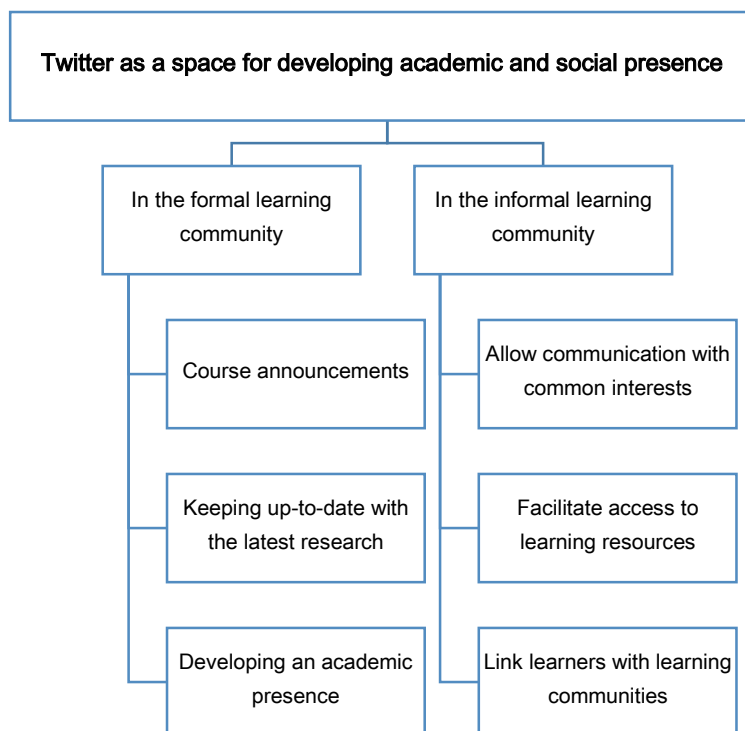 Twitter as a space for developing academic and social presence
In the formal learning
community
In the informal learning
community
Course announcements
Allow communication with
common interests
Keeping up-to-date with
the latest research
Facilitate access to
learning resources
Developing an academic
presence
Link learners with learning
communities